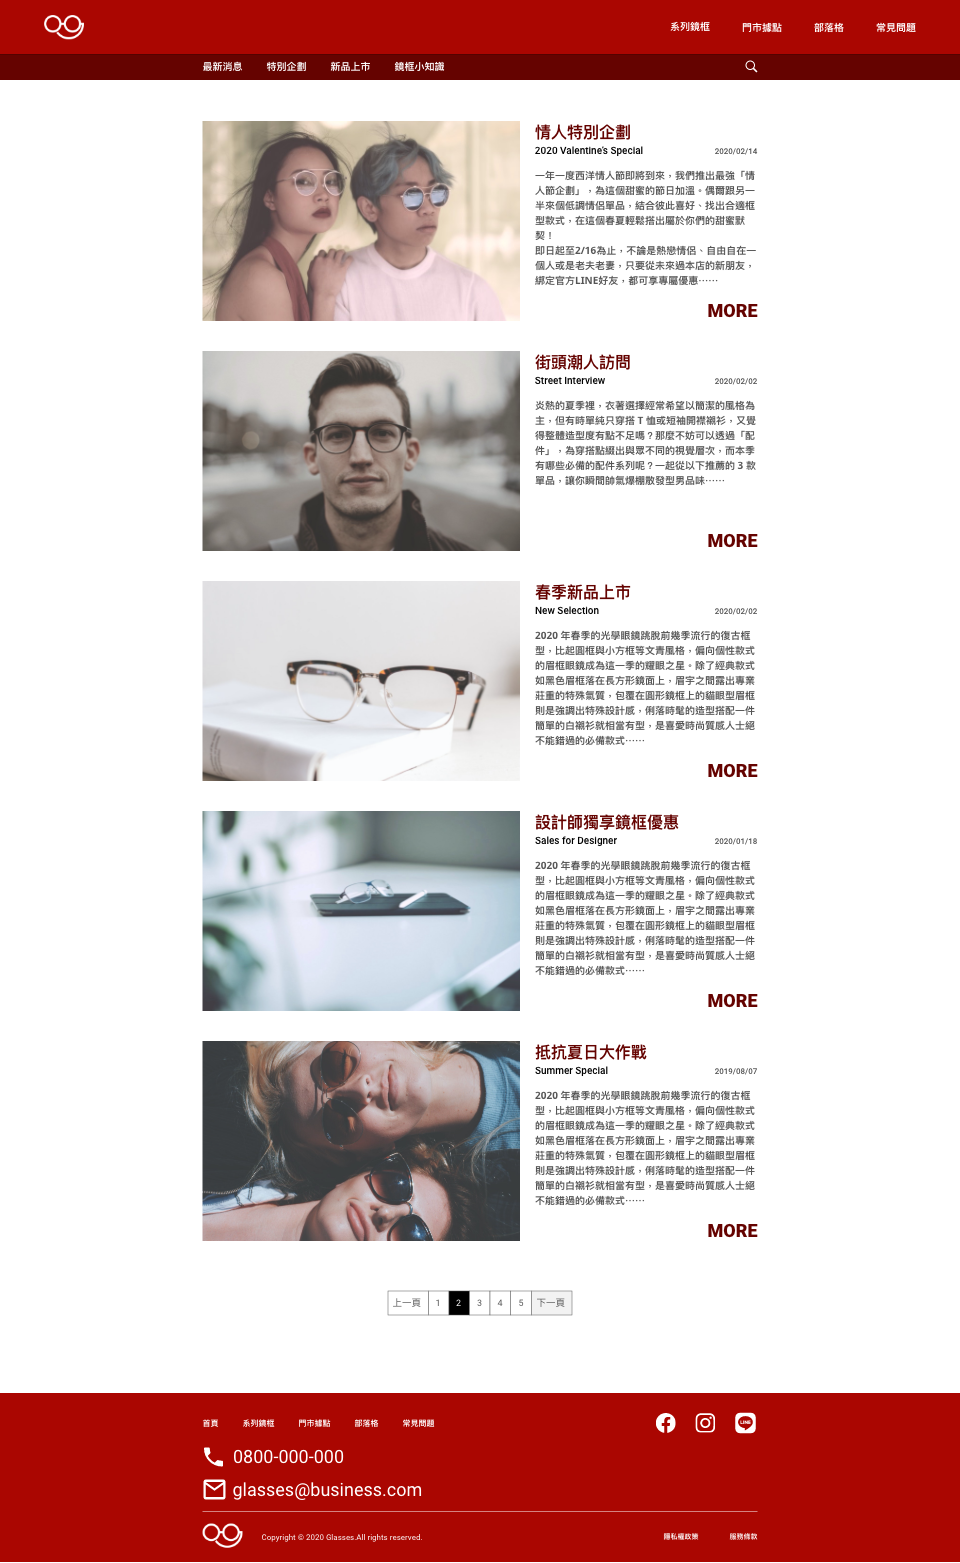 系列鏡框 門市據點 部落格 常見問題
最新消息 特別企劃 新品上市 鏡框小知識
情人特別企劃
2020 Valentine's Special 2020/02/14
一年一度西洋情人節即將到來，我們推出最強「情
人節企劃」，為這個甜蜜的節日加溫。偶爾跟另一
半來個低調情侶單品，結合彼此喜好、找出合適框
型款式，在這個春夏輕鬆搭出屬於你們的甜蜜默
契！
即日起至2/16為止，不論是熱戀情侶、自由自在一
個人或是老夫老妻，只要從未來過本店的新朋友，
綁定官方LINE好友，都可享專屬優惠⋯⋯
MORE
街頭潮人訪問
Street Interview 2020/02/02
炎熱的夏季裡，衣著選擇經常希望以簡潔的風格為
主，但有時單純只穿搭 T 恤或短袖開襟襯衫，又覺
得整體造型度有點不足嗎？那麼不妨可以透過「配
件」，為穿搭點綴出與眾不同的視覺層次，而本季
有哪些必備的配件系列呢？一起從以下推薦的 3 款
單品，讓你瞬間帥氣爆棚散發型男品味⋯⋯
MORE
春季新品上市
New Selection 2020/02/02
2020 年春季的光學眼鏡跳脫前幾季流行的復古框
型，比起圓框與小方框等文青風格，偏向個性款式
的眉框眼鏡成為這一季的耀眼之星。除了經典款式
如黑色眉框落在長方形鏡面上，眉宇之間露出專業
莊重的特殊氣質，包覆在圓形鏡框上的貓眼型眉框
則是強調出特殊設計感，俐落時髦的造型搭配一件
簡單的白襯衫就相當有型，是喜愛時尚質感人士絕
不能錯過的必備款式⋯⋯
MORE
設計師獨享鏡框優惠
Sales for Designer 2020/01/18
2020 年春季的光學眼鏡跳脫前幾季流行的復古框
型，比起圓框與小方框等文青風格，偏向個性款式
的眉框眼鏡成為這一季的耀眼之星。除了經典款式
如黑色眉框落在長方形鏡面上，眉宇之間露出專業
莊重的特殊氣質，包覆在圓形鏡框上的貓眼型眉框
則是強調出特殊設計感，俐落時髦的造型搭配一件
簡單的白襯衫就相當有型，是喜愛時尚質感人士絕
不能錯過的必備款式⋯⋯
MORE
抵抗夏日大作戰
Summer Special 2019/08/07
2020 年春季的光學眼鏡跳脫前幾季流行的復古框
型，比起圓框與小方框等文青風格，偏向個性款式
的眉框眼鏡成為這一季的耀眼之星。除了經典款式
如黑色眉框落在長方形鏡面上，眉宇之間露出專業
莊重的特殊氣質，包覆在圓形鏡框上的貓眼型眉框
則是強調出特殊設計感，俐落時髦的造型搭配一件
簡單的白襯衫就相當有型，是喜愛時尚質感人士絕
不能錯過的必備款式⋯⋯
MORE
上一頁 1 2 3 4 5 下一頁
首頁 系列鏡框 門市據點 部落格 常見問題
LINE
0800-000-000
glasses@business.com
Copyright © 2020 Glasses.All rights reserved. 隱私權政策 服務條款